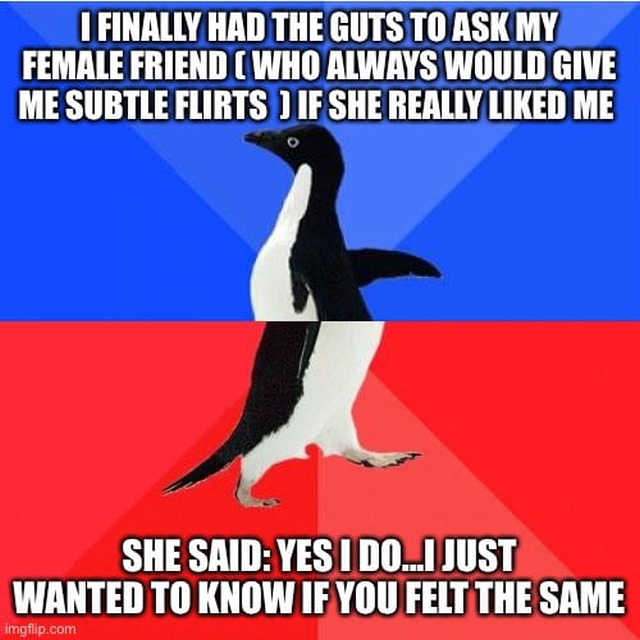 I FINALLY HAD THE GUTS TO ASK MY
FEMALE FRIEND ( WHO ALWAYS WOULD GIVE
ME SUBTLE FLIRTS ) IF SHE REALLY LIKED ME
SHE SAID: YES I DO...I JUST
WANTED TO KNOW IF YOU FELT THE SAME
imgflip.com